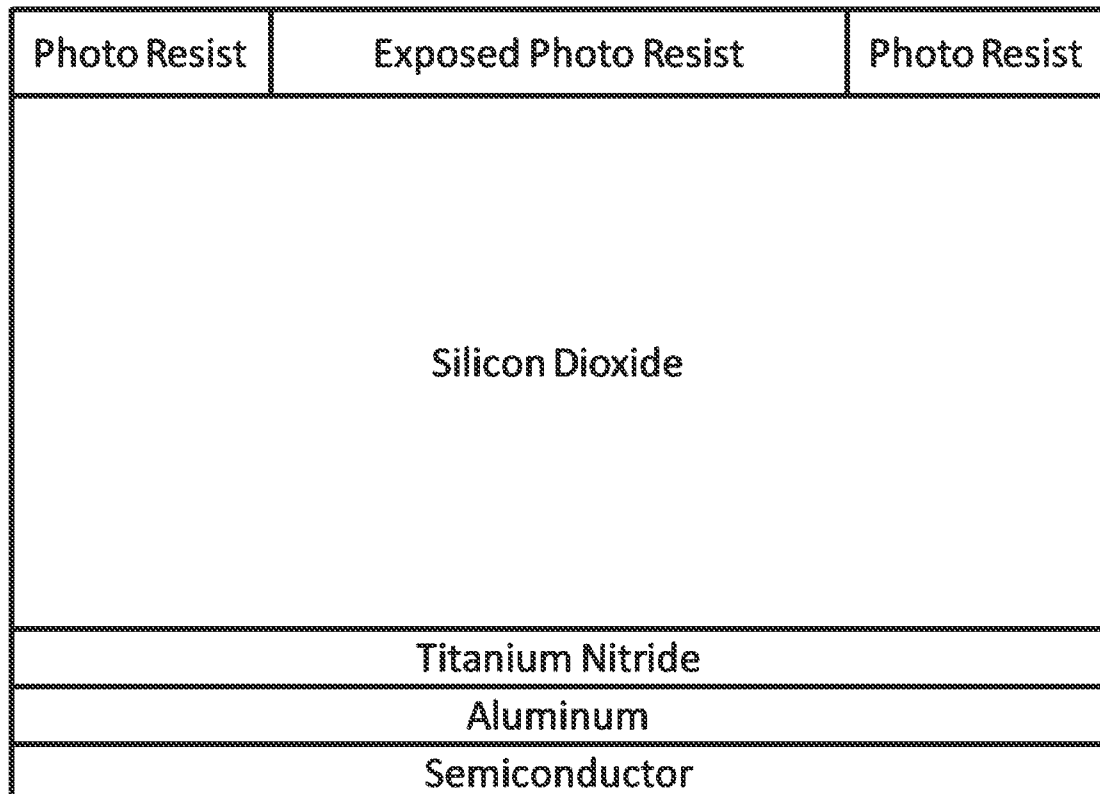 Photo Resist Exposed Photo Resist Photo Resist
Silicon Dioxide
Titanium Nitride
Aluminum
Semiconductor